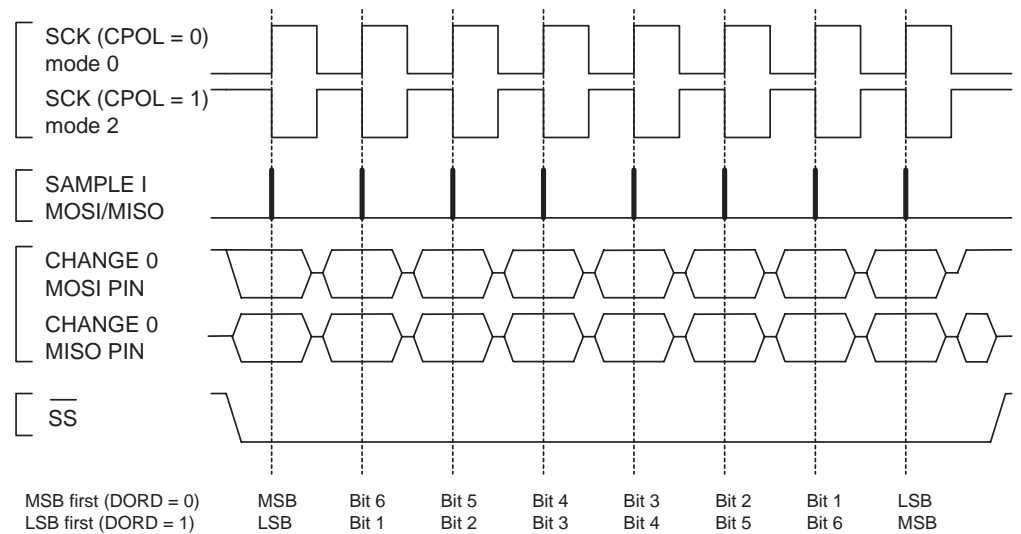 SCK (CPOL = 0)
mode 0
SCK (CPOL = 1)
mode 2
SAMPLE I
MOSI/MISO
CHANGE 0
MOSI PIN
CHANGE 0
MISO PIN
SS
MSB first (DORD = 0) MSB Bit 6 Bit 5 Bit 4 Bit 3 Bit 2 Bit 1 LSB
LSB first (DORD = 1) LSB Bit 1 Bit 2 Bit 3 Bit 4 Bit 5 Bit 6 MSB